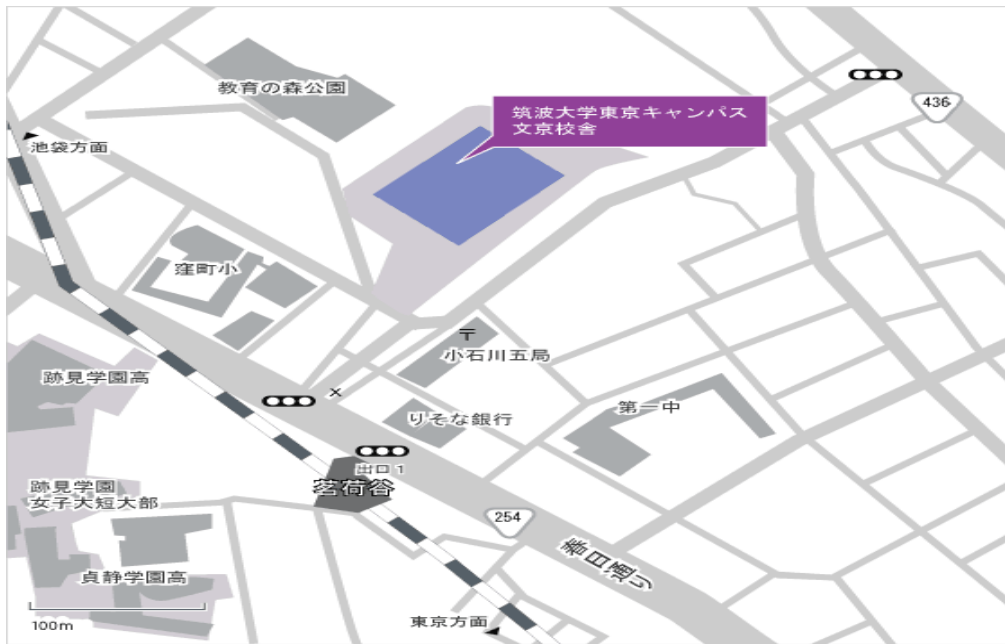 教育の森公園
436
筑波大学東京キャンパス
文京校舎
池袋方面
窪町小
〒
小石川五局
跡見学園高
×
りそな銀行
第一中
出口1
茗荷谷
跡見学園
女子大短大部
254
春日通り
貞静学園高
100m
東京方面